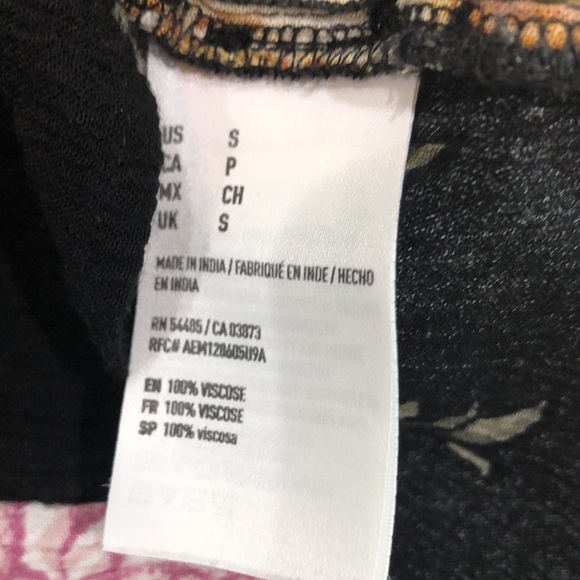 US S
CA P
MX CH
UK S
MADE IN INDIA / FABRIQUÉ EN INDE / HECHO
EN INDIA
RN 54485 / CA 03873
RFC# AEM120605U9A
EN 100% VISCOSE
FR 100% VISCOSE
SP 100% viscosa